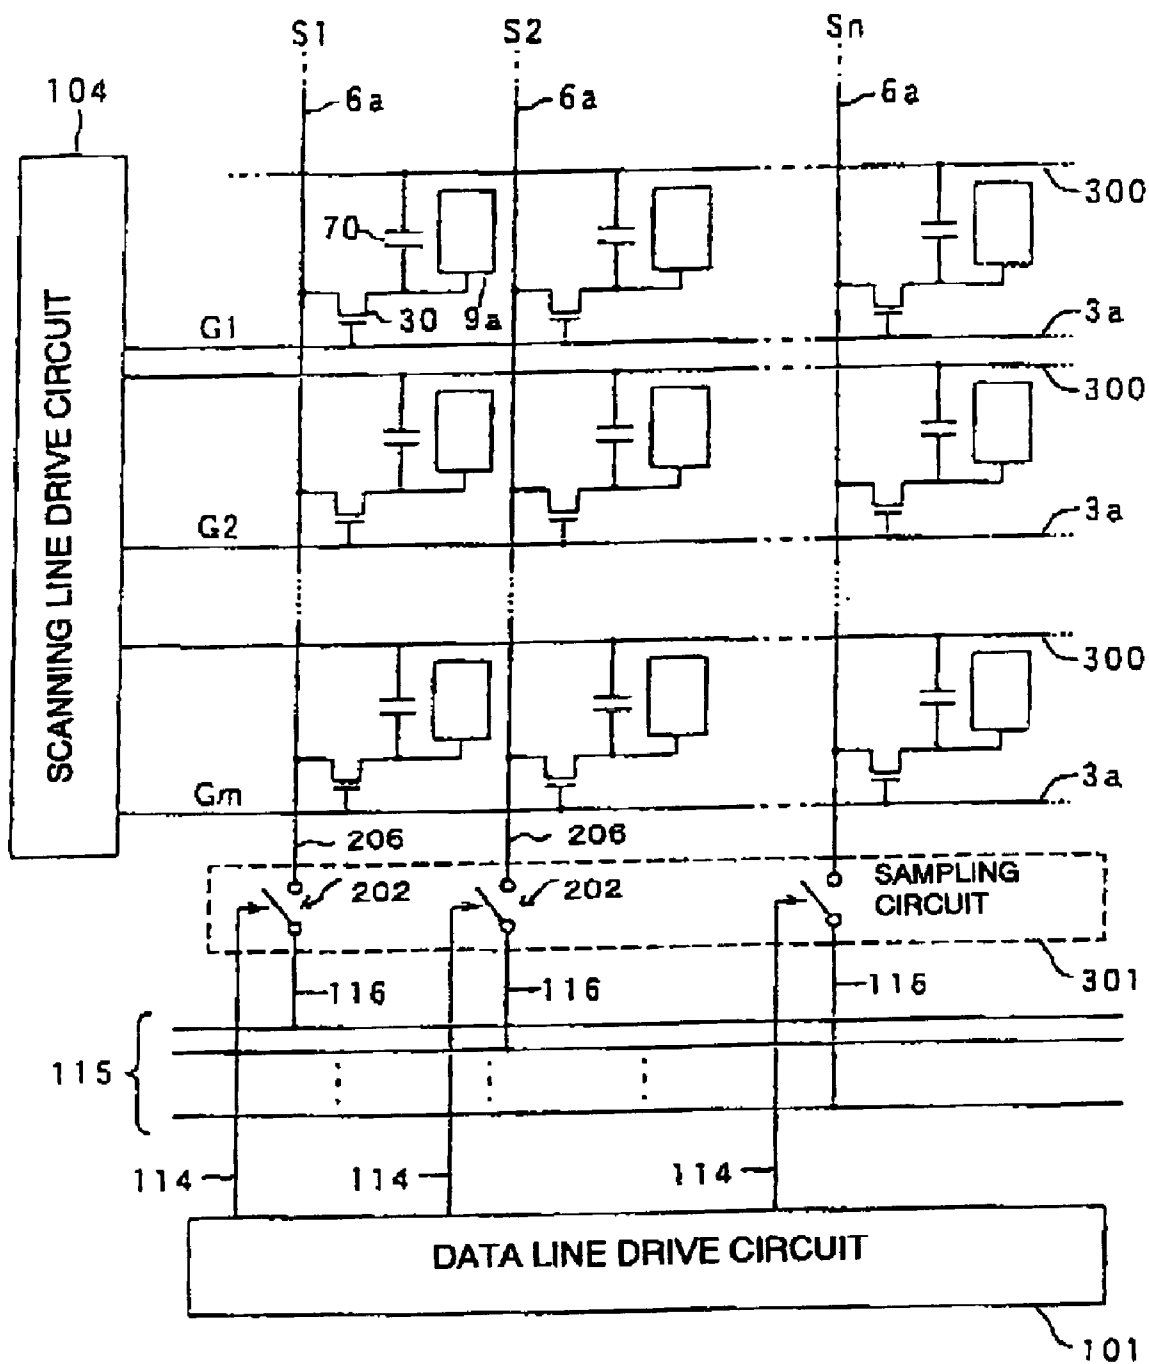 S1 S2 Sn
104 6a 6a 6a
300
70
30 9a
G1 3a
300
SCANNING LINE DRIVE CIRCUIT
G2 3a
300
Gm 3a
206 206
SAMPLING
CIRCUIT
202 202
301
116 116 116
115
114 114 114
DATA LINE DRIVE CIRCUIT
101